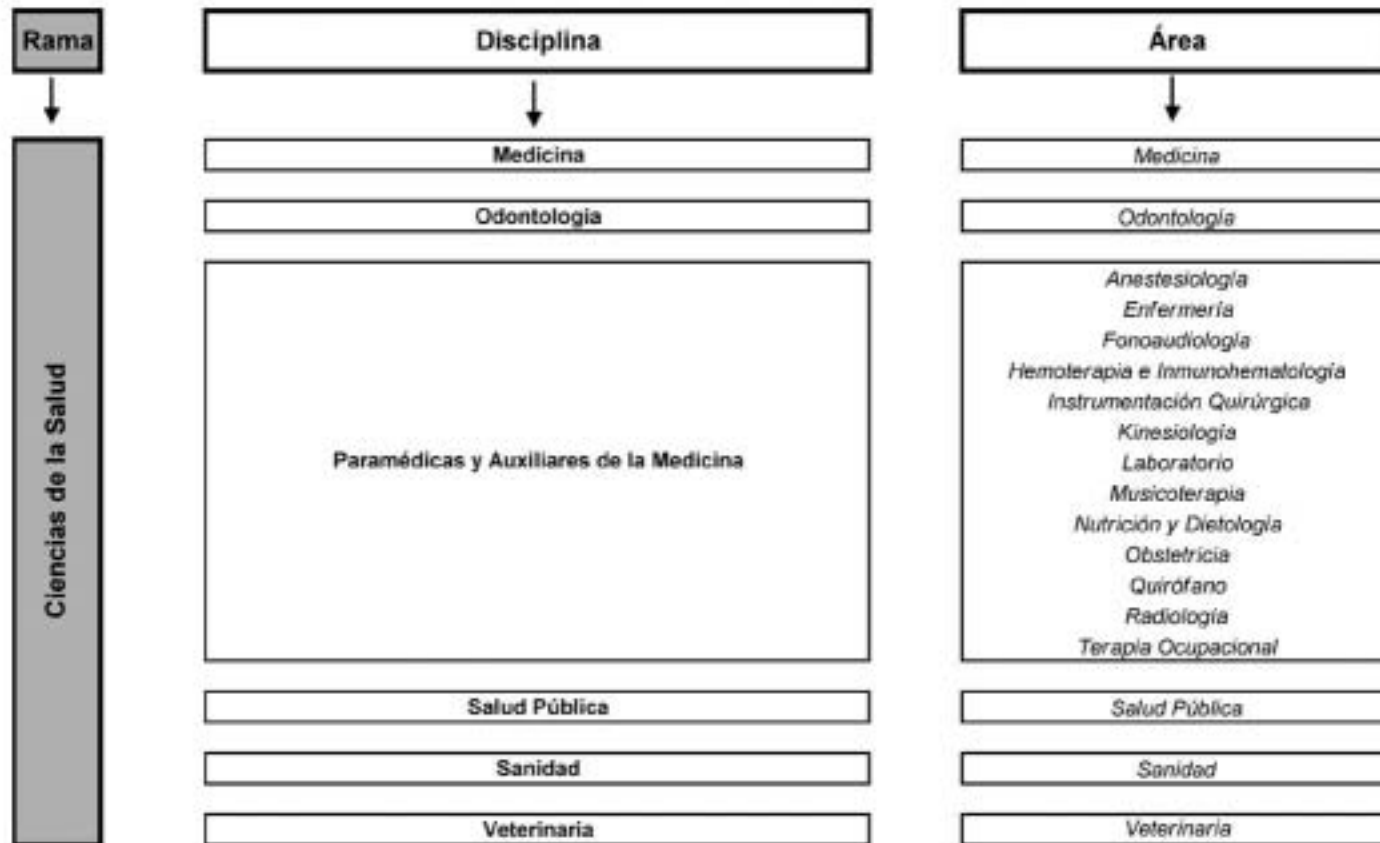 Rama
Disciplina
Área
Ciencias de la Salud
Medicina
Medicina
Odontología
Odontología
Paramédicas y Auxiliares de la Medicina
Anestesiología
Enfermería
Fonoaudiología
Hemoterapia e Inmunohematología
Instrumentación Quirúrgica
Kinesiología
Laboratorio
Musicoterapia
Nutrición y Dietología
Obstetricia
Quirófano
Radiología
Terapia Ocupacional
Salud Pública
Salud Pública
Sanidad
Sanidad
Veterinaria
Veterinaria